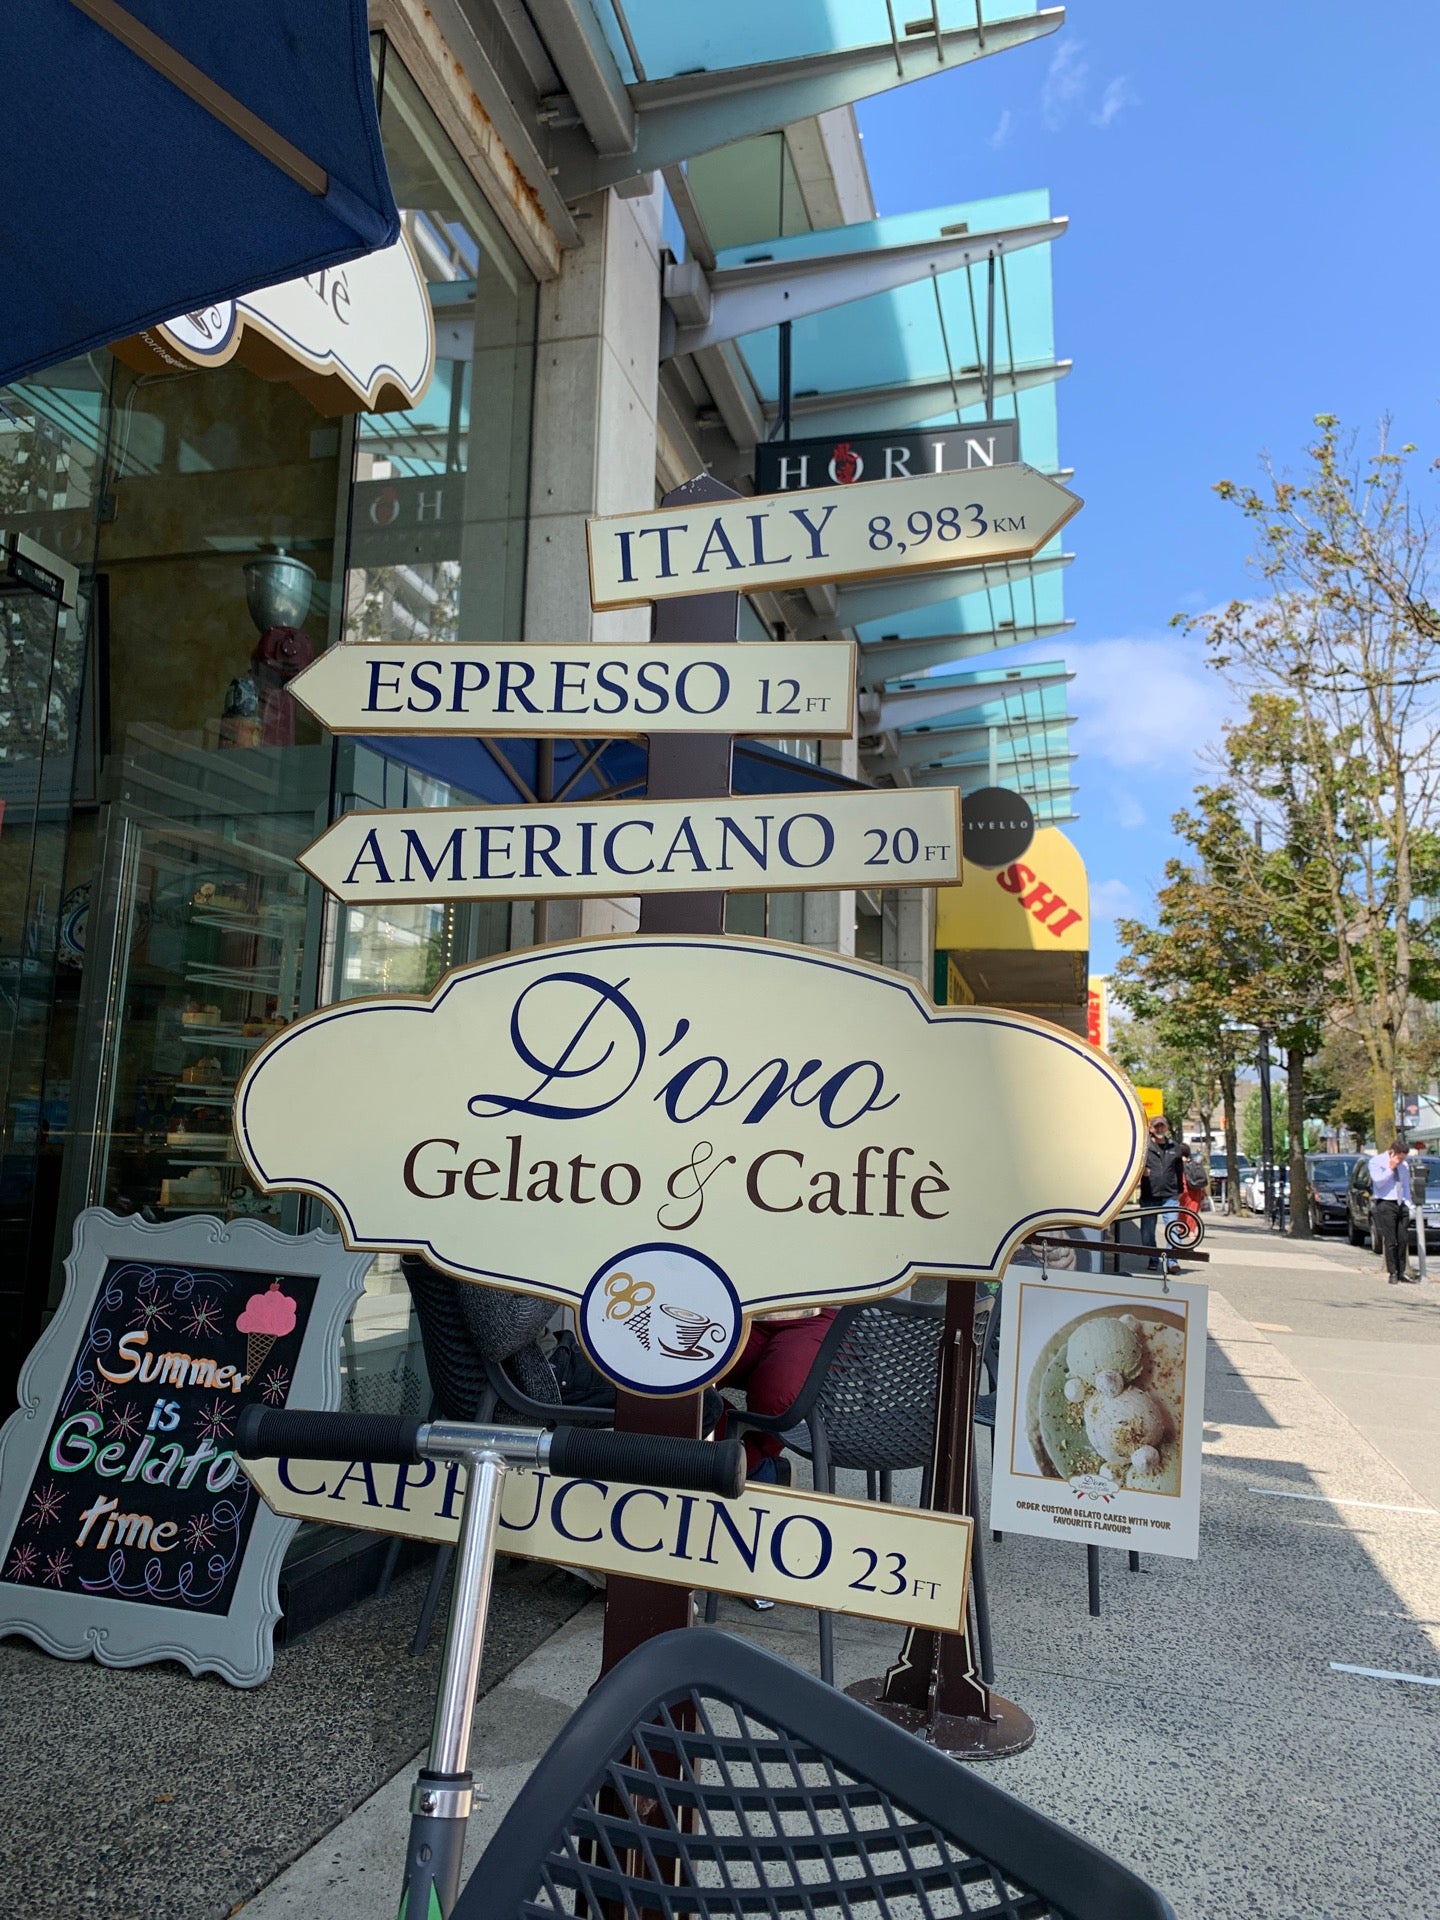 HORIN
ITALY 8,983 KM
ESPRESSO 12 FT
AMERICANO 20 FT
IVELLO
SHI
D'oro
Gelato & Caffè
Summer
is
Gelato
time
CAPPUCCINO 23 FT
ORDER CUSTOM GELATO CAKES WITH YOUR
FAVOURITE FLAVOURS